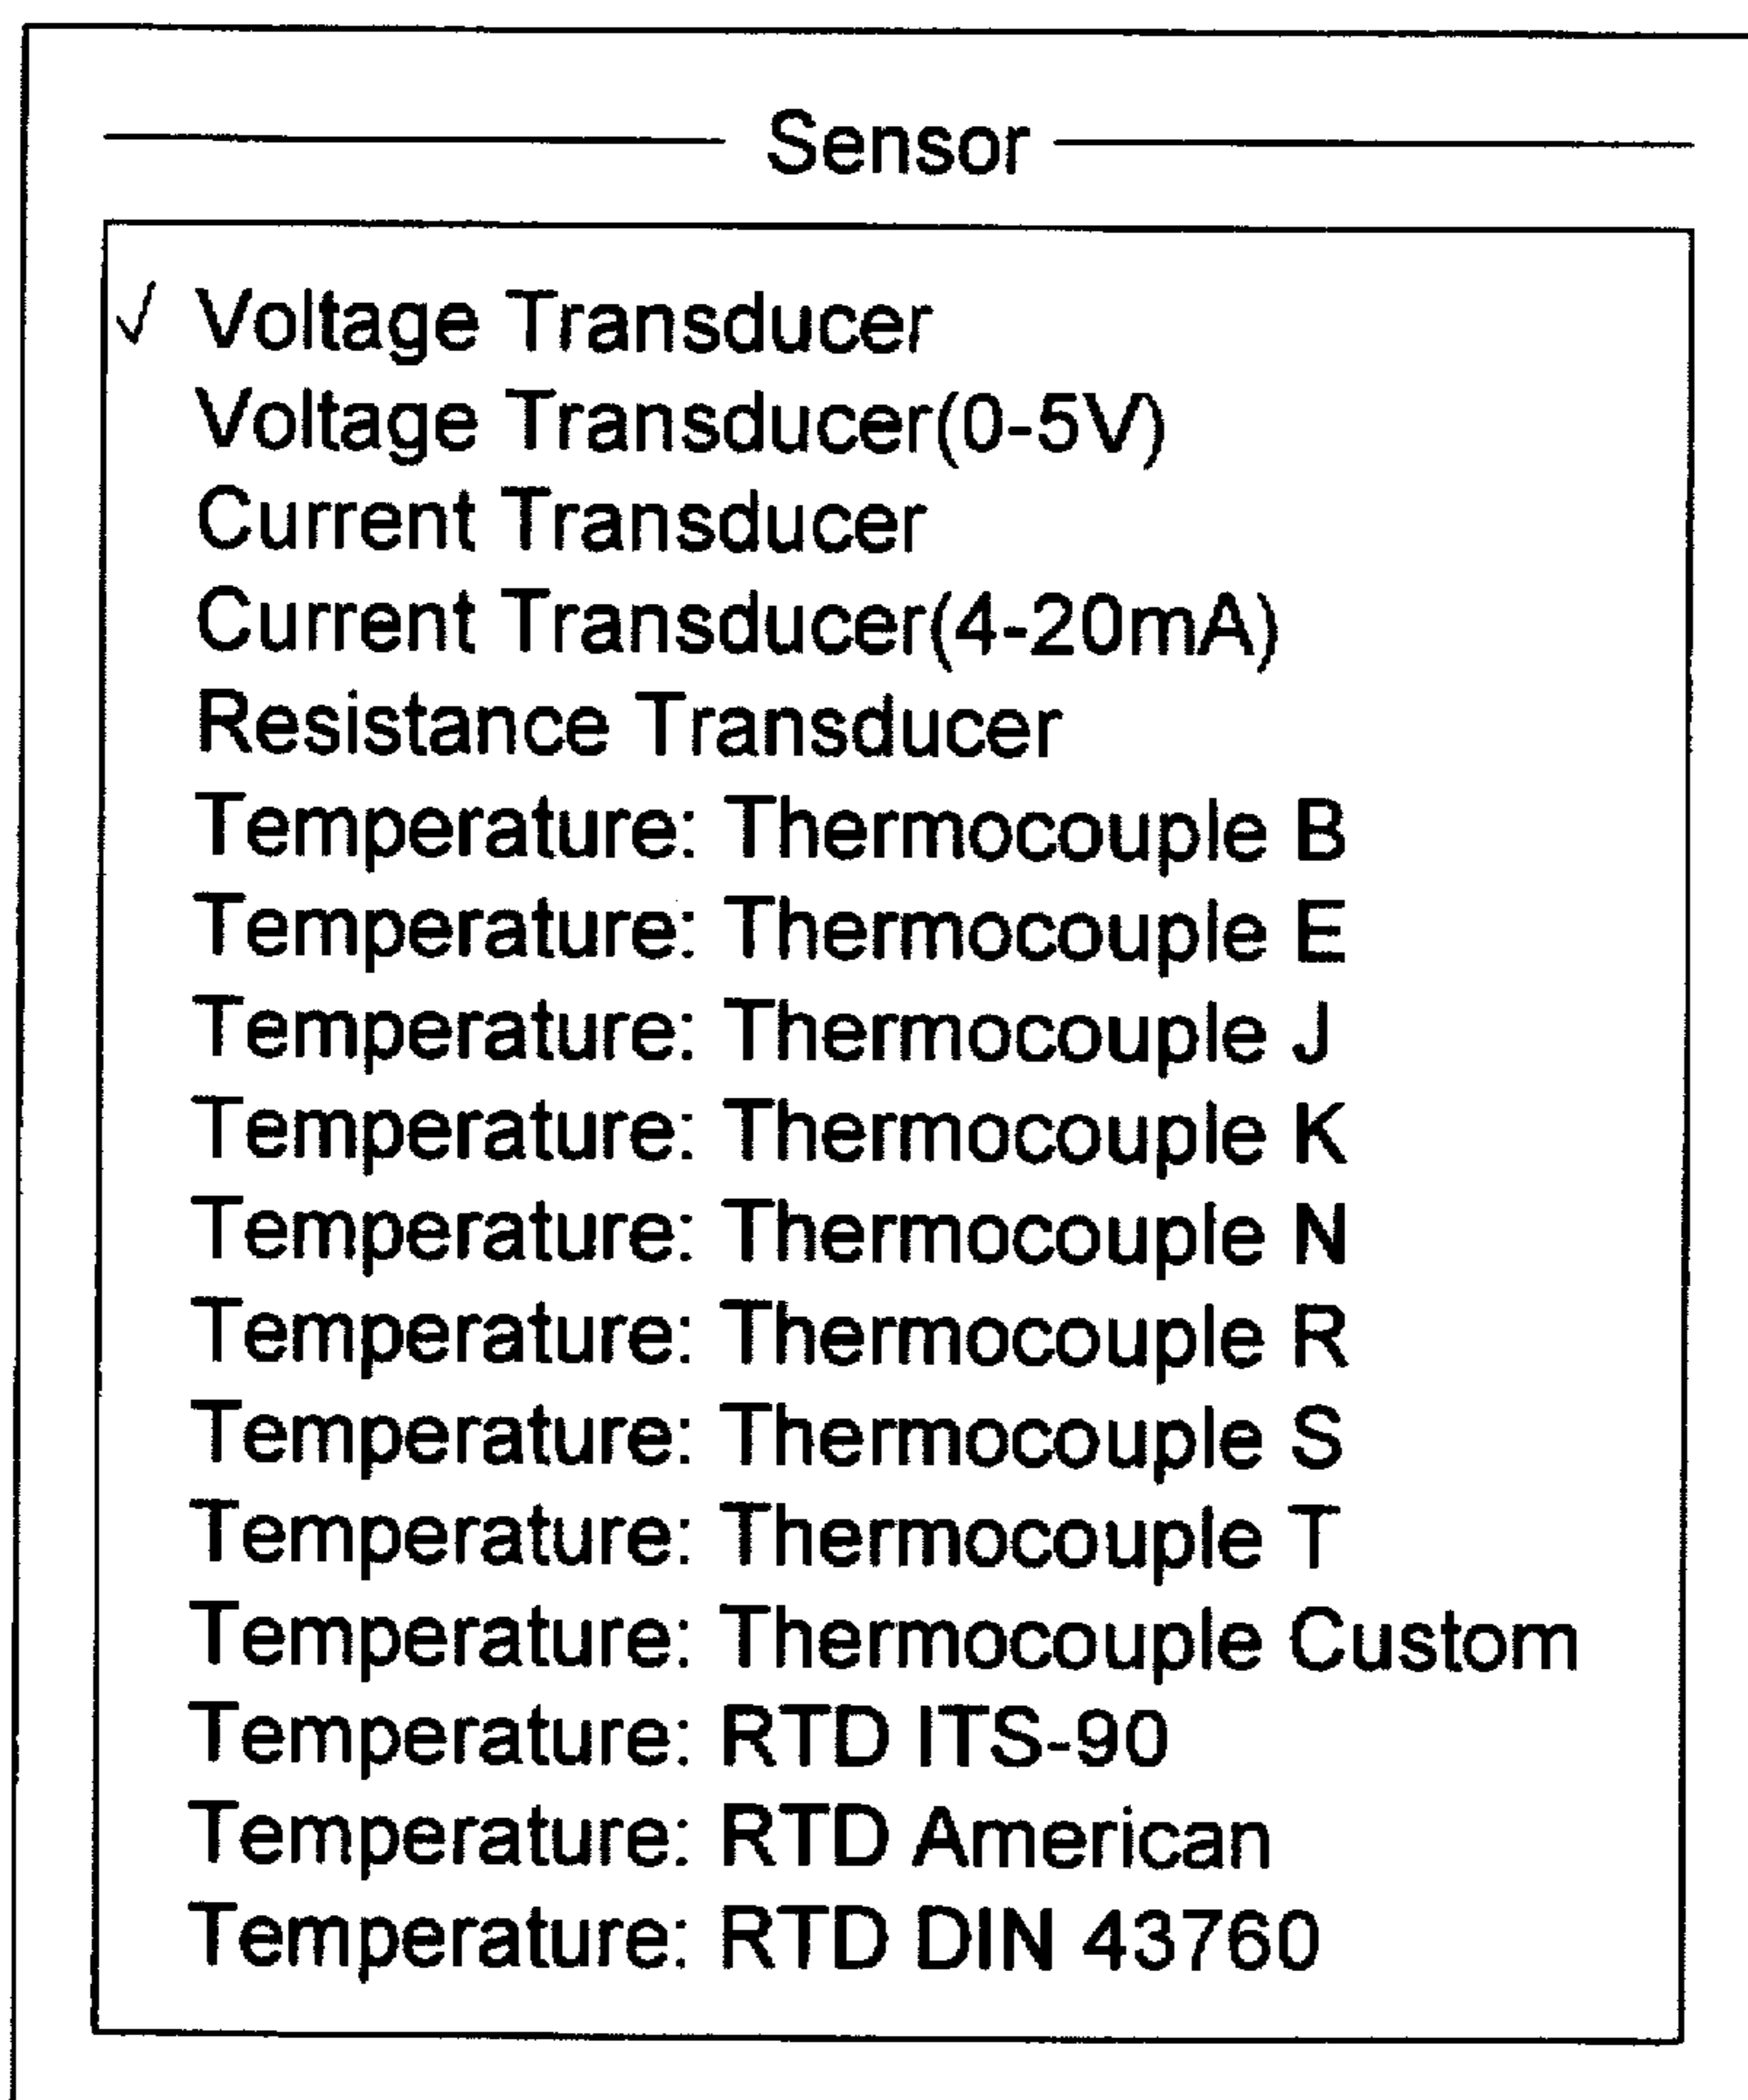 Sensor
√ Voltage Transducer
Voltage Transducer(0-5V)
Current Transducer
Current Transducer(4-20mA)
Resistance Transducer
Temperature: Thermocouple B
Temperature: Thermocouple E
Temperature: Thermocouple J
Temperature: Thermocouple K
Temperature: Thermocouple N
Temperature: Thermocouple R
Temperature: Thermocouple S
Temperature: Thermocouple T
Temperature: Thermocouple Custom
Temperature: RTD ITS-90
Temperature: RTD American
Temperature: RTD DIN 43760